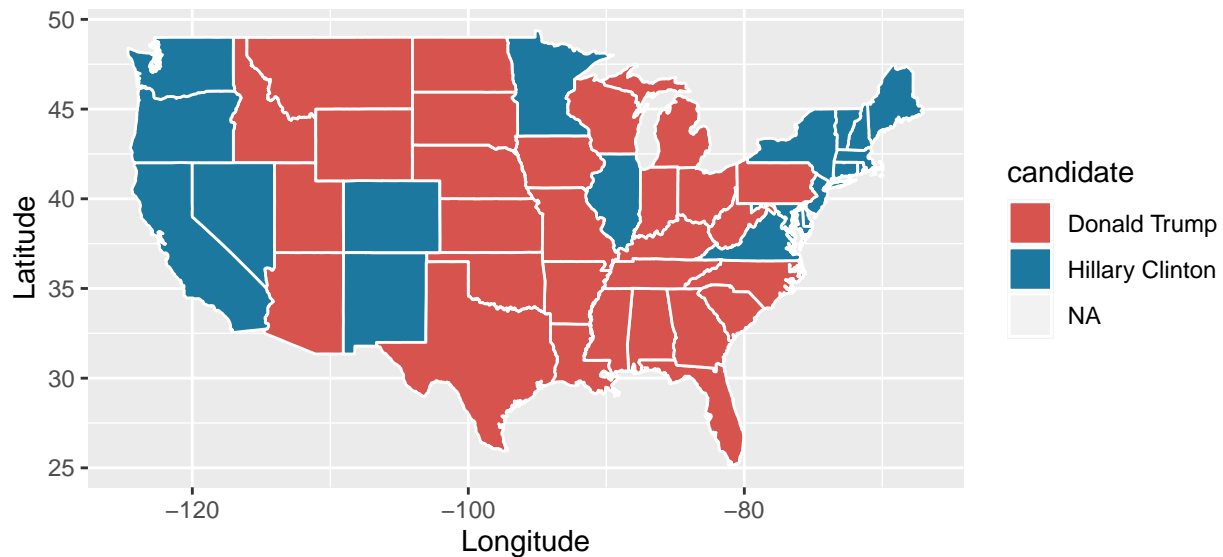 50
45
40
35
30
25
Latitude
−120
−100
−80
Longitude
candidate
Donald Trump
Hillary Clinton
NA